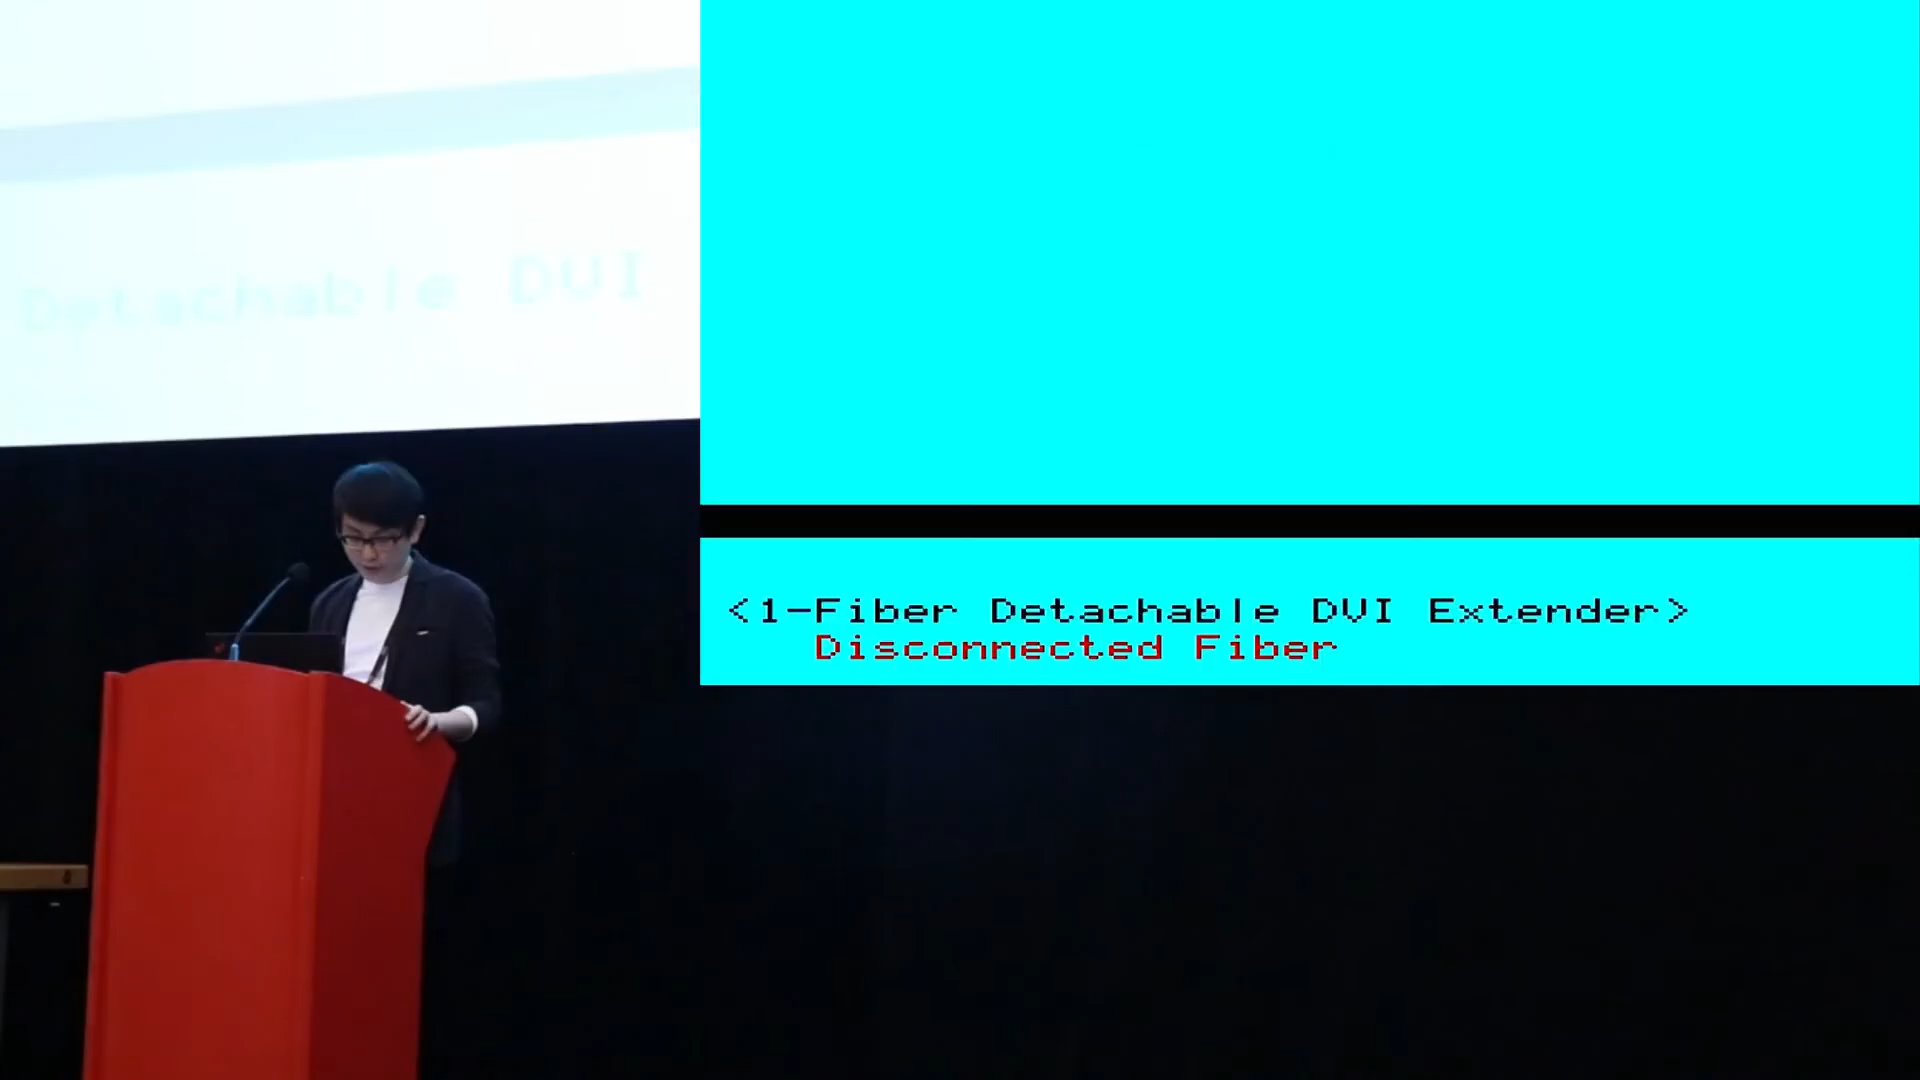 Detachable DVI
<1-Fiber Detachable DVI Extender>
Disconnected Fiber